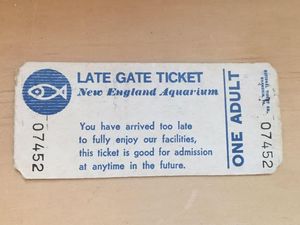 LATE GATE TICKET
New England Aquarium
You have arrived too late
to fully enjoy our facilities,
this ticket is good for admission
at anytime in the future.
07452
ONE ADULT
07452